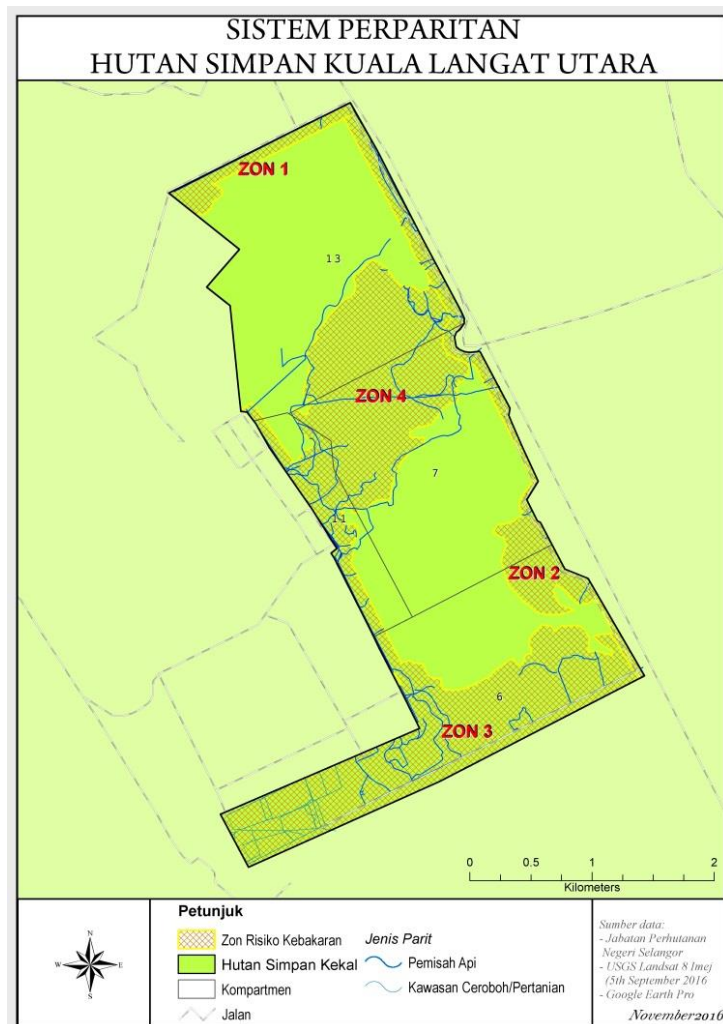 SISTEM PERPARITAN
HUTAN SIMPAN KUALA LANGAT UTARA
ZON 1
13
ZON 4
7
11
ZON 2
6
ZON 3
0 0.5 1 2
Kilometers
N
W E
S
Petunjuk
Zon Risiko Kebakaran
Hutan Simpan Kekal
Kompartmen
Jalan
Jenis Parit
Pemisah Api
Kawasan Ceroboh/Pertanian
Sumber data:
- Jabatan Perhutanan
Negeri Selangor
- USGS Landsat 8 Imej
(5th September 2016
- Google Earth Pro
November2016